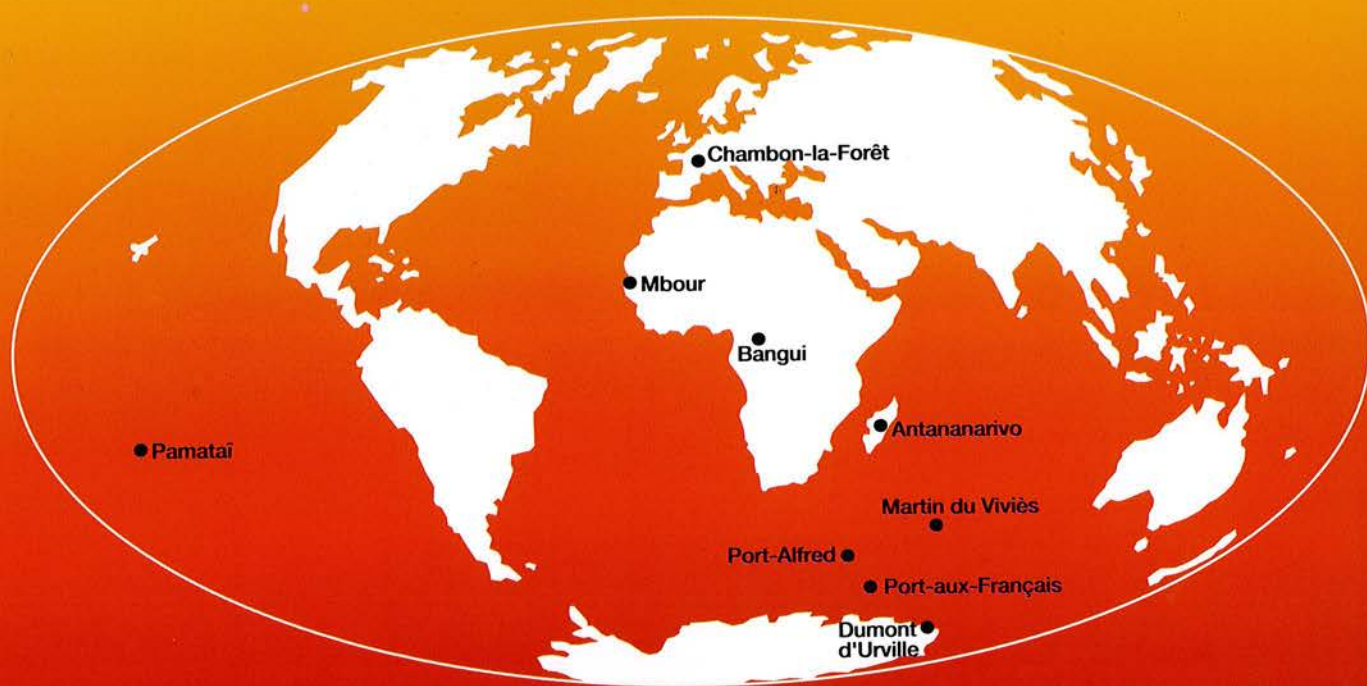 Chambon-la-Forêt
Mbour
Bangui
Antananarivo
Pamataï
Martin du Viviès
Port-Alfred
Port-aux-Français
Dumont
d'Urville